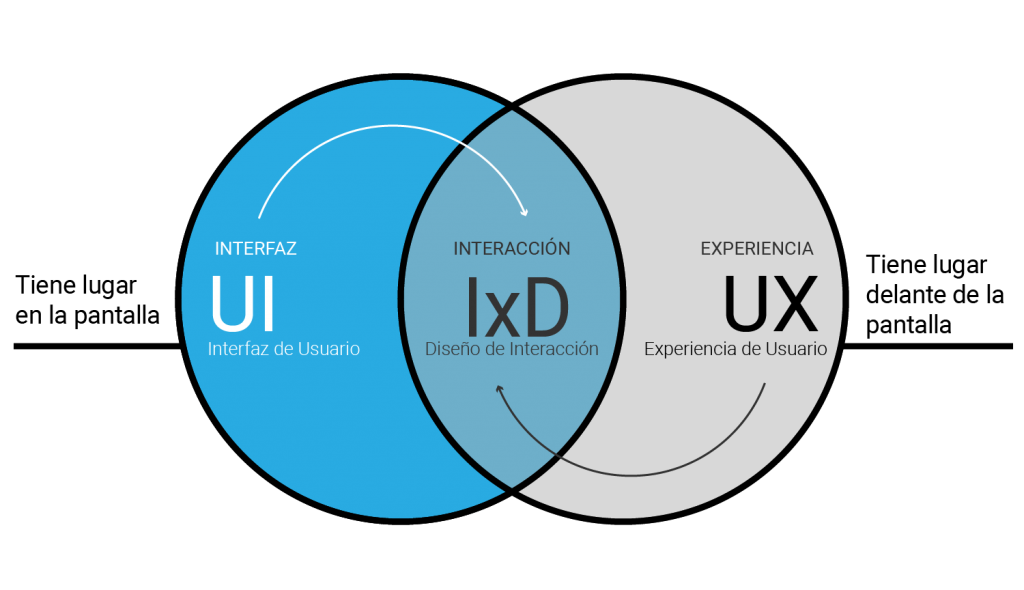 Tiene lugar
en la pantalla
INTERFAZ
UI
Interfaz de Usuario
INTERACCIÓN
IxD
Diseño de Interacción
EXPERIENCIA
UX
Experiencia de Usuario
Tiene lugar
delante de la
pantalla